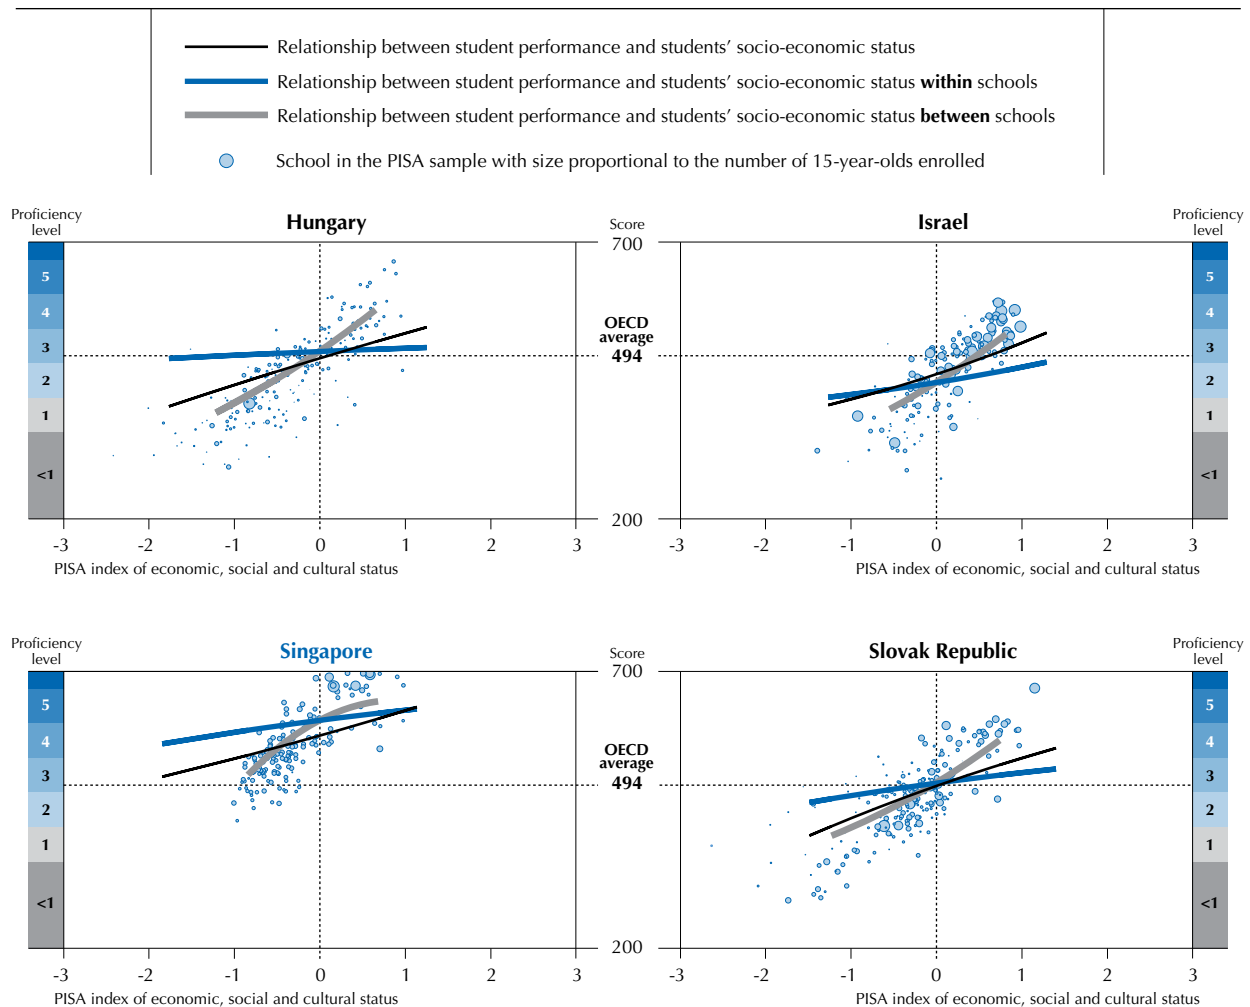 Relationship between student performance and students’ socio-economic status
Relationship between student performance and students’ socio-economic status within schools
Relationship between student performance and students’ socio-economic status between schools
School in the PISA sample with size proportional to the number of 15-year-olds enrolled
Proficiency level
Hungary
Score
Israel
Proficiency level
700
5
4
3
2
1
<1
OECD average 494
5
4
3
2
1
<1
200
-3 -2 -1 0 1 2 3
-3 -2 -1 0 1 2 3
PISA index of economic, social and cultural status
PISA index of economic, social and cultural status
Proficiency level
Singapore
Score
Slovak Republic
Proficiency level
700
5
4
3
2
1
<1
OECD average 494
5
4
3
2
1
<1
200
-3 -2 -1 0 1 2 3
-3 -2 -1 0 1 2 3
PISA index of economic, social and cultural status
PISA index of economic, social and cultural status